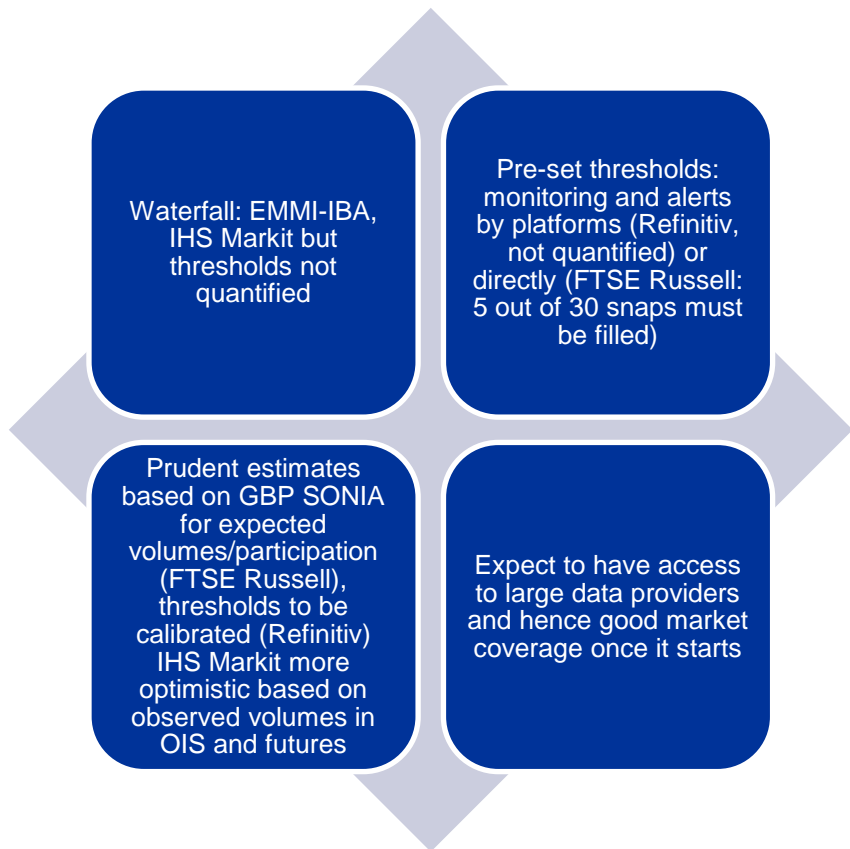 Waterfall: EMMI-IBA,
IHS Markit but
thresholds not
quantified
Pre-set thresholds:
monitoring and alerts
by platforms (Refinitiv,
not quantified) or
directly (FTSE Russell:
5 out of 30 snaps must
be filled)
Prudent estimates
based on GBP SONIA
for expected
volumes/participation
(FTSE Russell),
thresholds to be
calibrated (Refinitiv)
IHS Markit more
optimistic based on
observed volumes in
OIS and futures
Expect to have access
to large data providers
and hence good market
coverage once it starts